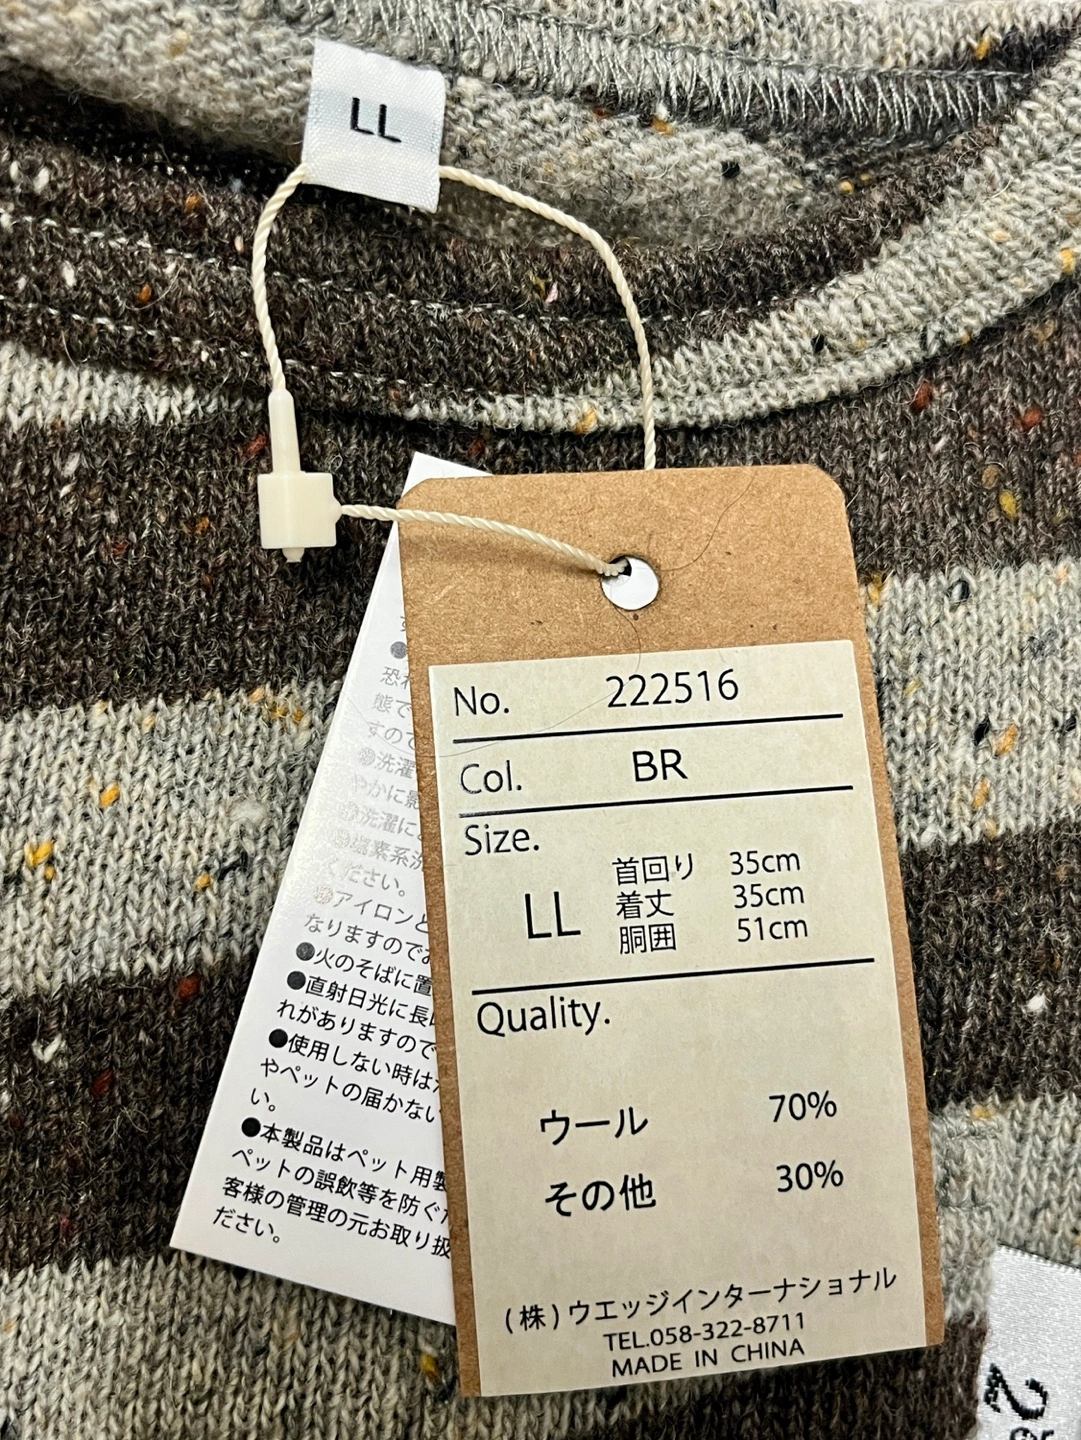 LL
No. 222516
Col. BR
Size.
LL
首回り 35cm
着丈 35cm
胴囲 51cm
Quality.
ウール 70%
その他 30%
(株)ウエッジインターナショナル
TEL.058-322-8711
MADE IN CHINA
恐
態で
すので
●洗濯
やかに影
●洗濯に
●塩素系洗
ください。
●アイロンと
なりますのでお
●火のそばに置
●直射日光に長
れがありますので
●使用しない時は
やペットの届かない
い。
●本製品はペット用製
ペットの誤飲等を防ぐ
客様の管理の元お取り扱
ださい。
2